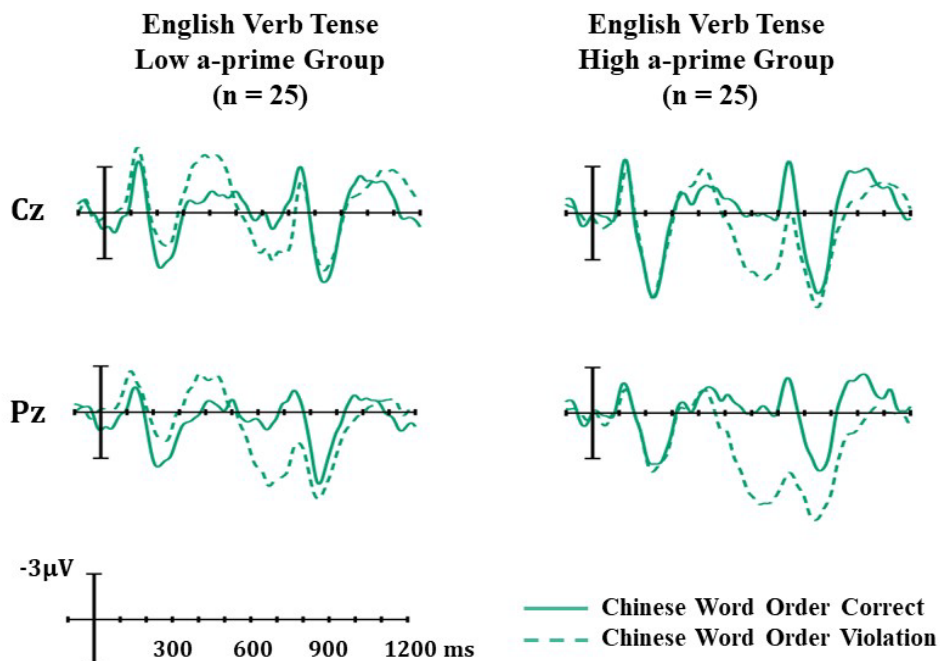 English Verb Tense
Low a-prime Group
(n = 25)
English Verb Tense
High a-prime Group
(n = 25)
Cz
Pz
-3μV
300 600 900 1200 ms
Chinese Word Order Correct
Chinese Word Order Violation